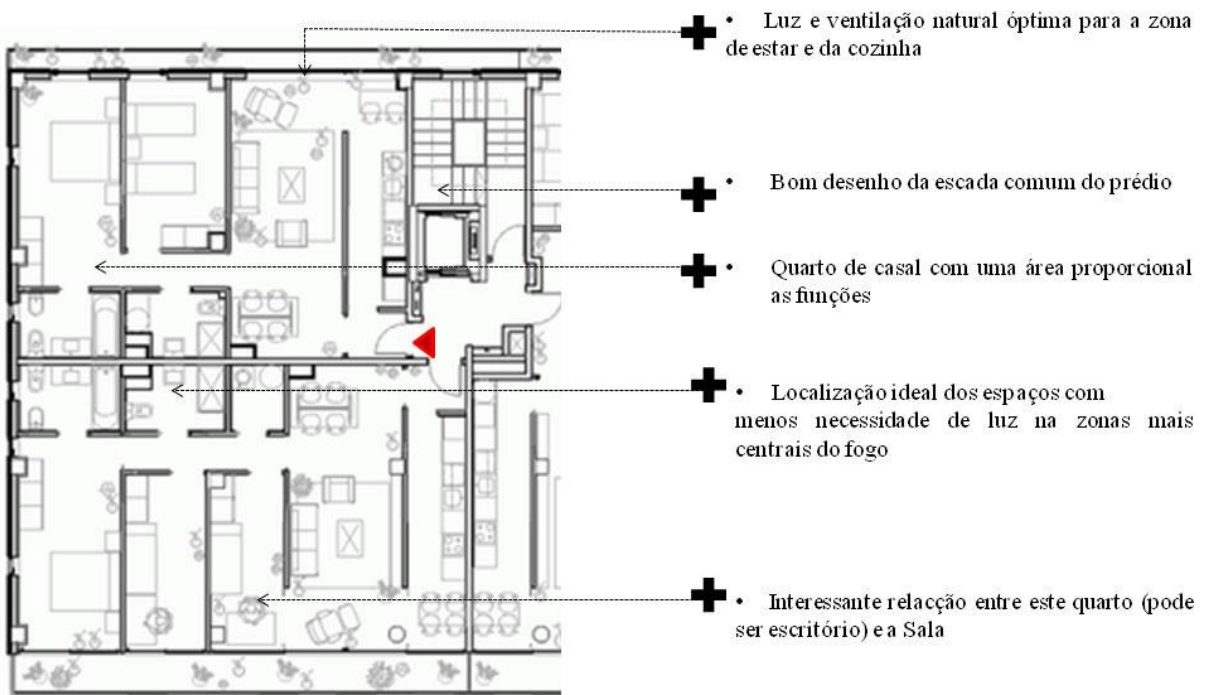 • Luz e ventilação natural óptima para a zona
de estar e da cozinha
• Bom desenho da escada comum do prédio
• Quarto de casal com uma área proporcional
as funções
• Localização ideal dos espaços com
menos necessidade de luz na zonas mais
centrais do fogo
• Interessante relacção entre este quarto (pode
ser escritório) e a Sala